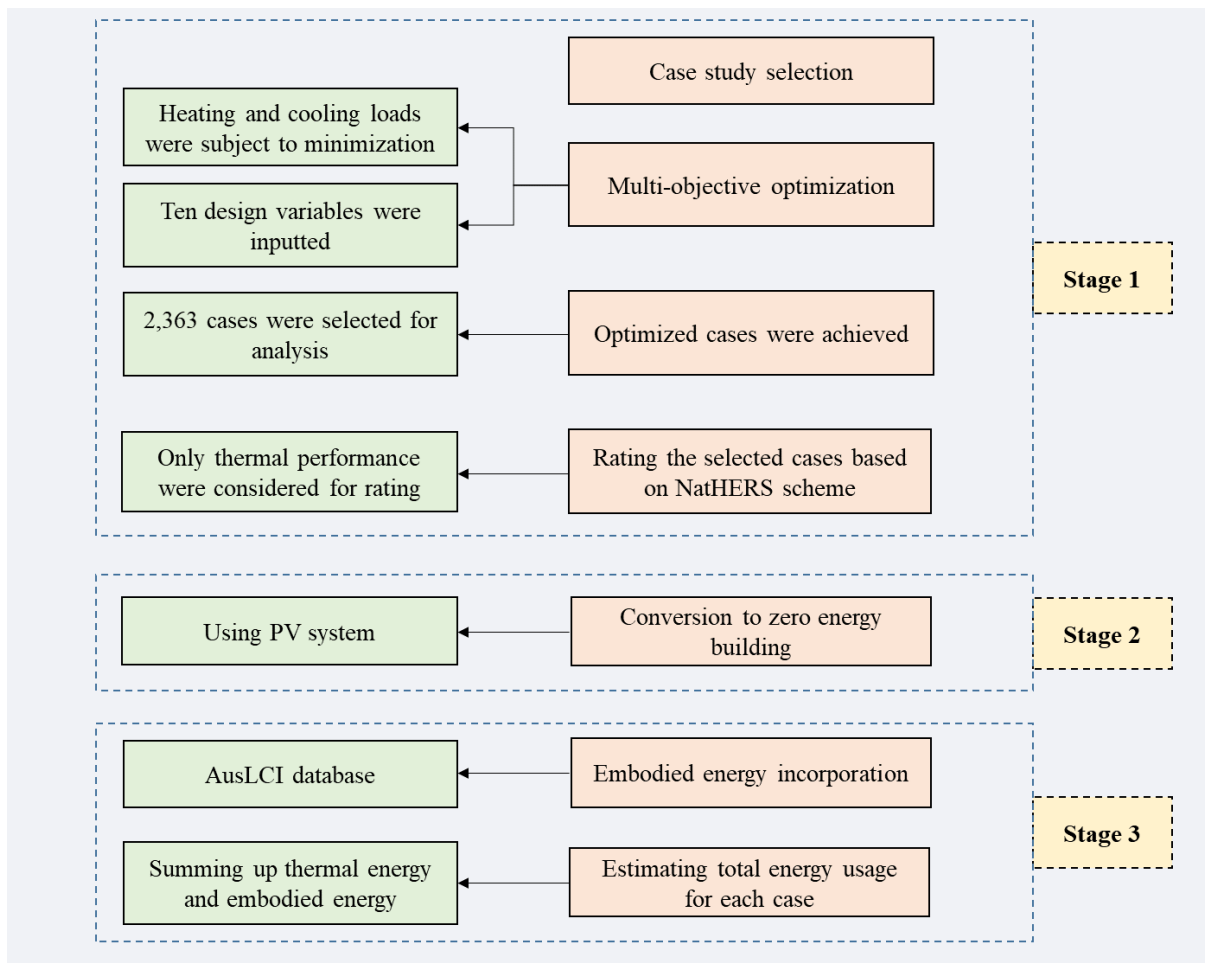 Case study selection
Heating and cooling loads
were subject to minimization
Multi-objective optimization
Ten design variables were
inputted
Stage 1
2,363 cases were selected for
analysis
Optimized cases were achieved
Only thermal performance
were considered for rating
Rating the selected cases based
on NatHERS scheme
Using PV system
Conversion to zero energy
building
Stage 2
AusLCI database
Embodied energy incorporation
Stage 3
Summing up thermal energy
and embodied energy
Estimating total energy usage
for each case